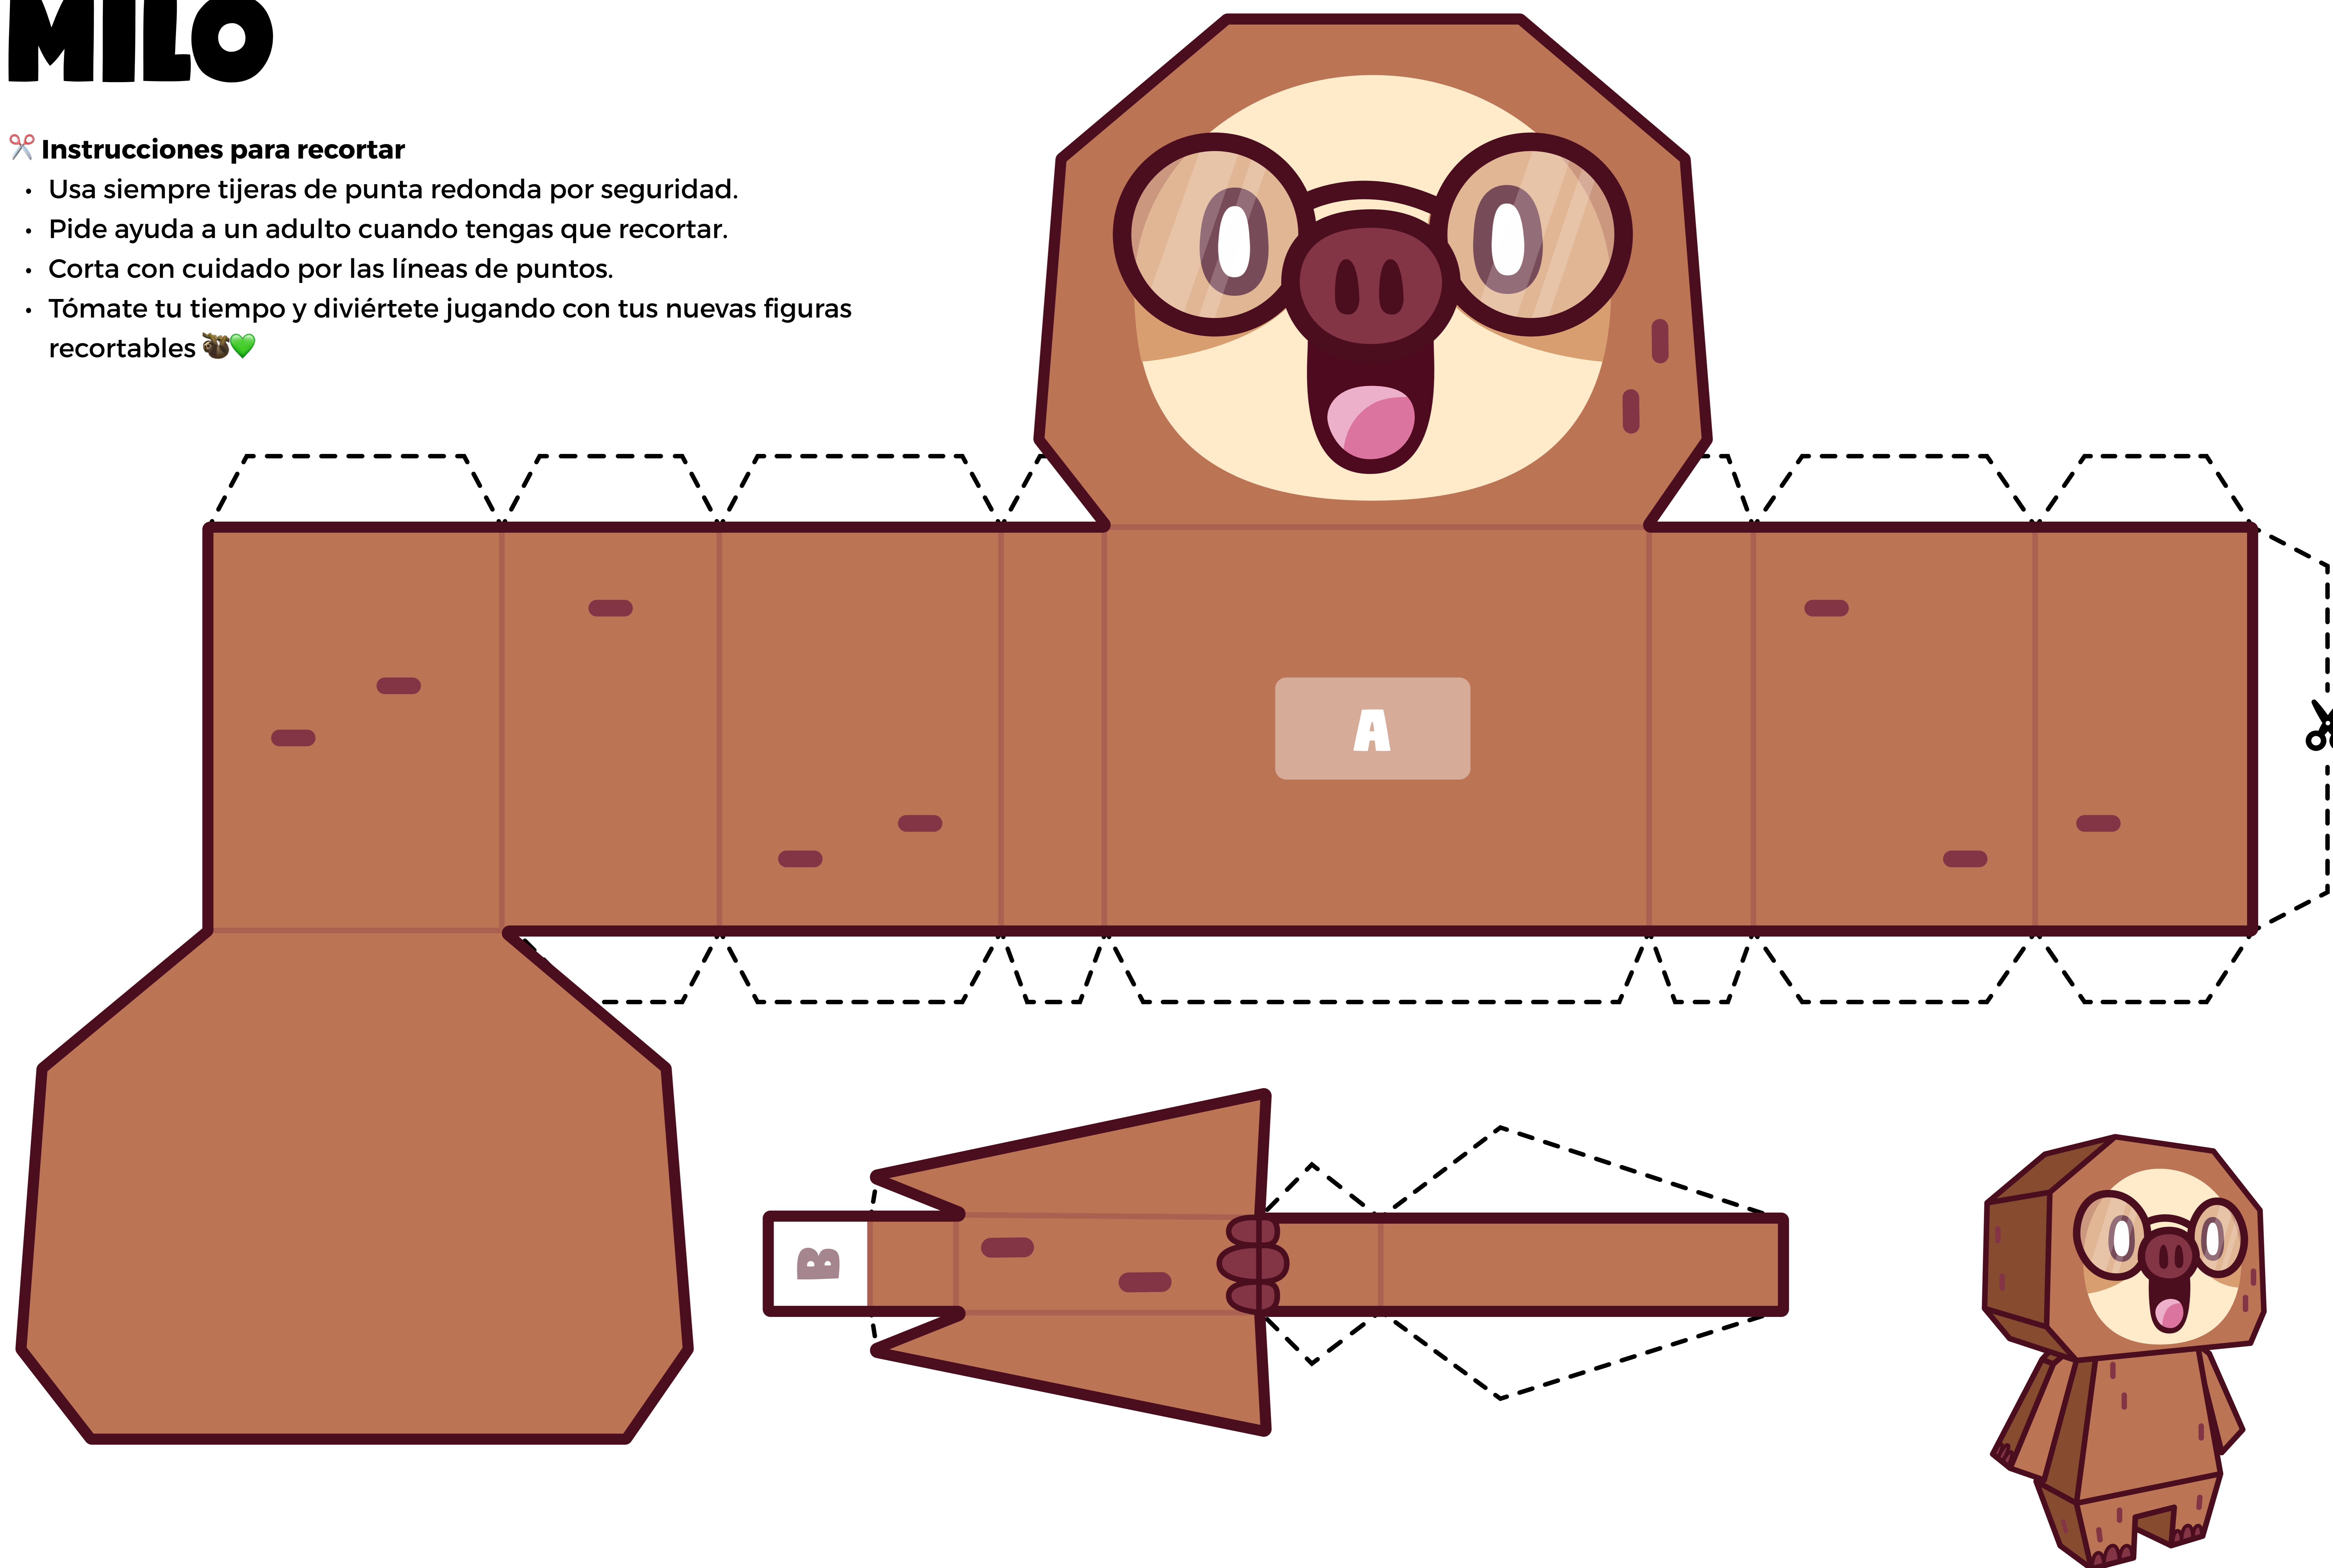 MILO
✂️ Instrucciones para recortar
• Usa siempre tijeras de punta redonda por seguridad.
• Pide ayuda a un adulto cuando tengas que recortar.
• Corta con cuidado por las líneas de puntos.
• Tómate tu tiempo y diviértete jugando con tus nuevas figuras
recortables 🦥💚
A
B